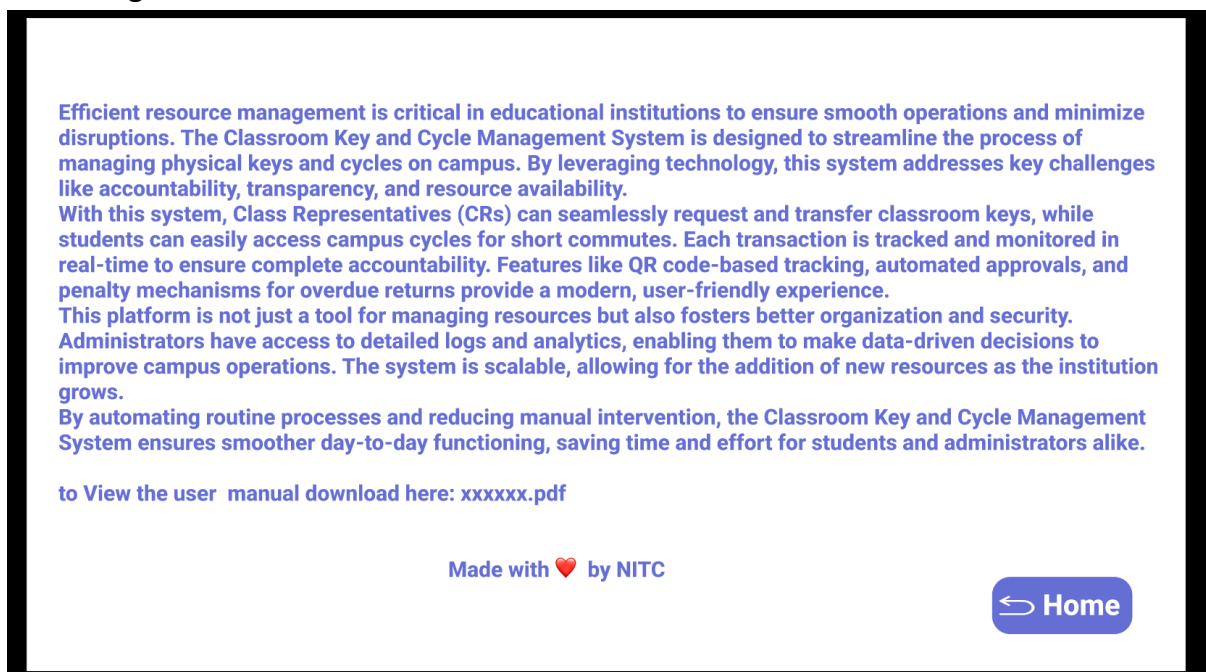 Efficient resource management is critical in educational institutions to ensure smooth operations and minimize
disruptions. The Classroom Key and Cycle Management System is designed to streamline the process of
managing physical keys and cycles on campus. By leveraging technology, this system addresses key challenges
like accountability, transparency, and resource availability.
With this system, Class Representatives (CRs) can seamlessly request and transfer classroom keys, while
students can easily access campus cycles for short commutes. Each transaction is tracked and monitored in
real-time to ensure complete accountability. Features like QR code-based tracking, automated approvals, and
penalty mechanisms for overdue returns provide a modern, user-friendly experience.
This platform is not just a tool for managing resources but also fosters better organization and security.
Administrators have access to detailed logs and analytics, enabling them to make data-driven decisions to
improve campus operations. The system is scalable, allowing for the addition of new resources as the institution
grows.
By automating routine processes and reducing manual intervention, the Classroom Key and Cycle Management
System ensures smoother day-to-day functioning, saving time and effort for students and administrators alike.
to View the user  manual download here: xxxxxx.pdf
Made with ❤️ by NITC
Home